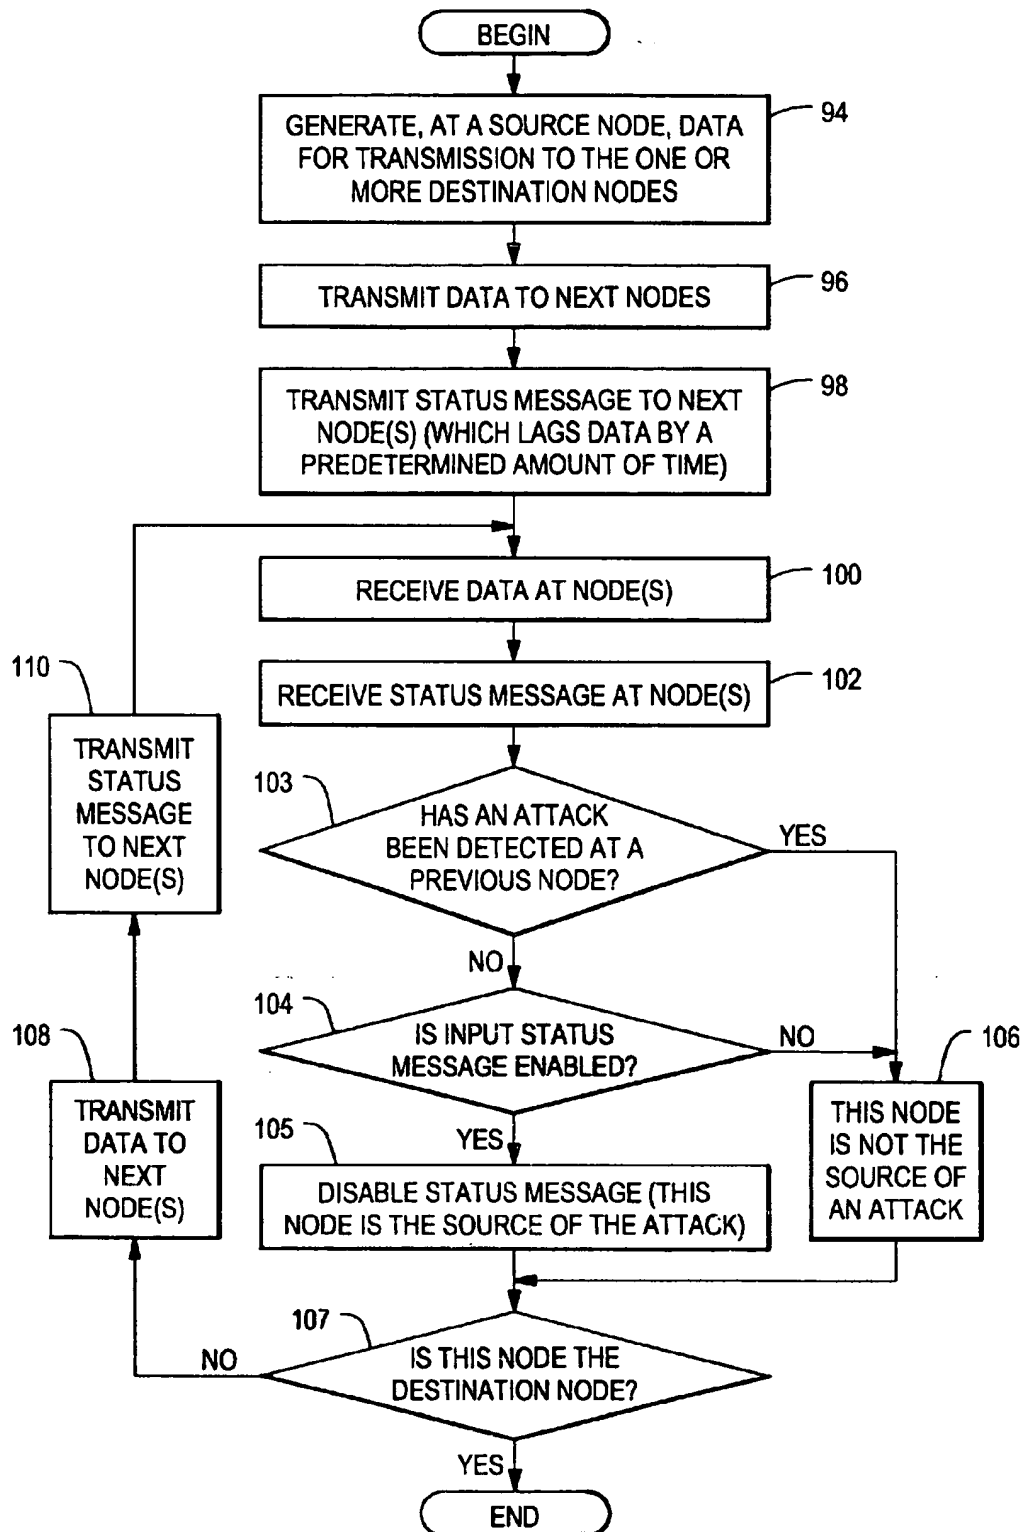 BEGIN
94
GENERATE, AT A SOURCE NODE, DATA
FOR TRANSMISSION TO THE ONE OR
MORE DESTINATION NODES
96
TRANSMIT DATA TO NEXT NODES
98
TRANSMIT STATUS MESSAGE TO NEXT
NODE(S) (WHICH LAGS DATA BY A
PREDETERMINED AMOUNT OF TIME)
100
RECEIVE DATA AT NODE(S)
102
RECEIVE STATUS MESSAGE AT NODE(S)
110
TRANSMIT
STATUS
MESSAGE
TO NEXT
NODE(S)
103
HAS AN ATTACK
BEEN DETECTED AT A
PREVIOUS NODE?
YES
NO
104
IS INPUT STATUS
MESSAGE ENABLED?
NO
106
YES
108
TRANSMIT
DATA TO
NEXT
NODE(S)
105
DISABLE STATUS MESSAGE (THIS
NODE IS THE SOURCE OF THE ATTACK)
THIS NODE
IS NOT THE
SOURCE OF
AN ATTACK
107
IS THIS NODE THE
DESTINATION NODE?
NO
YES
END